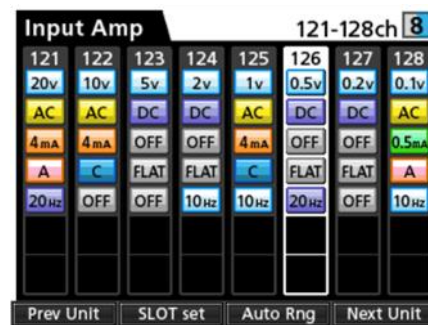 Input Amp 121-128ch 8
121 122 123 124 125 126 127 128
20v 10v 5v 2v 1v 0.5v 0.2v 0.1v
AC AC DC DC AC DC DC AC
4mA 4mA OFF OFF 4mA OFF OFF 0.5mA
A C FLAT FLAT C FLAT FLAT A
20Hz OFF OFF 10Hz 10Hz 20Hz OFF 10Hz
Prev Unit SLOT set Auto Rng Next Unit